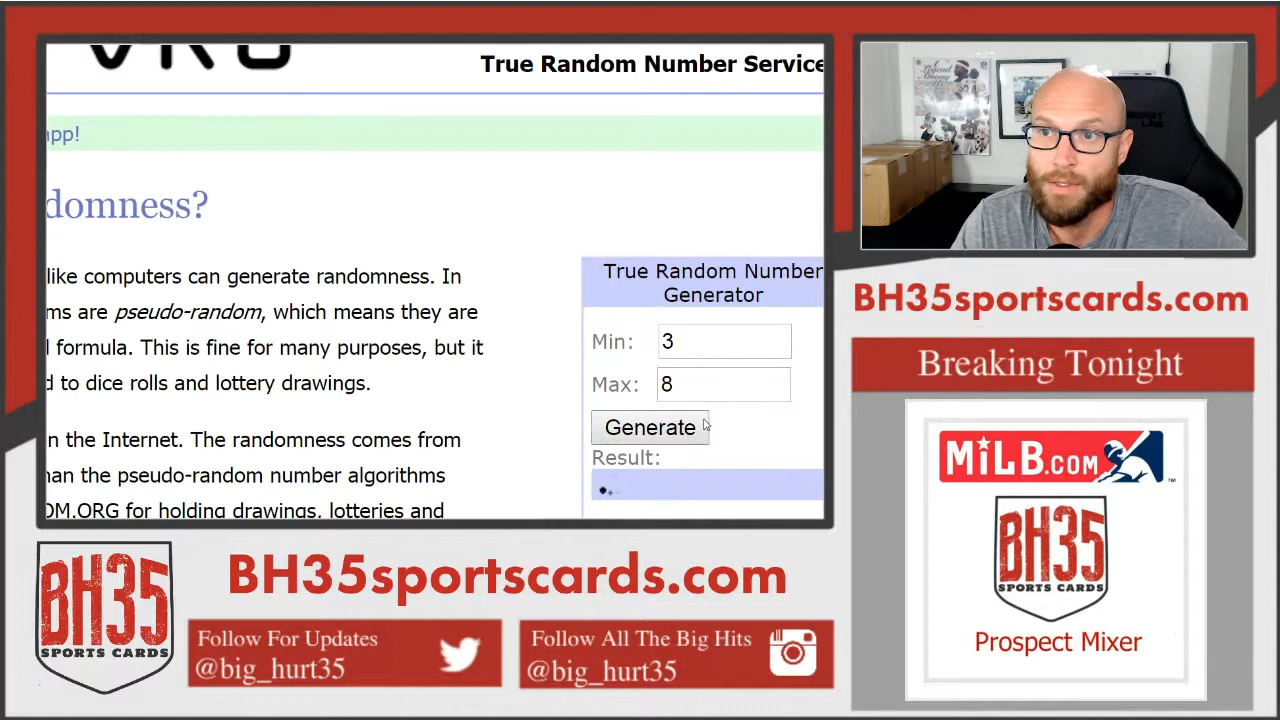 True Random Number Service
app!
domness?
like computers can generate randomness. In
ms are pseudo-random, which means they are
l formula. This is fine for many purposes, but it
d to dice rolls and lottery drawings.
n the Internet. The randomness comes from
han the pseudo-random number algorithms
OM.ORG for holding drawings, lotteries and
True Random Number
Generator
Min: 3
Max: 8
Generate
Result:
BH35sportscards.com
Breaking Tonight
MiLB.COM
BH35
SPORTS CARDS
Prospect Mixer
BH35
SPORTS CARDS
BH35sportscards.com
Follow For Updates
@big_hurt35
Follow All The Big Hits
@big_hurt35